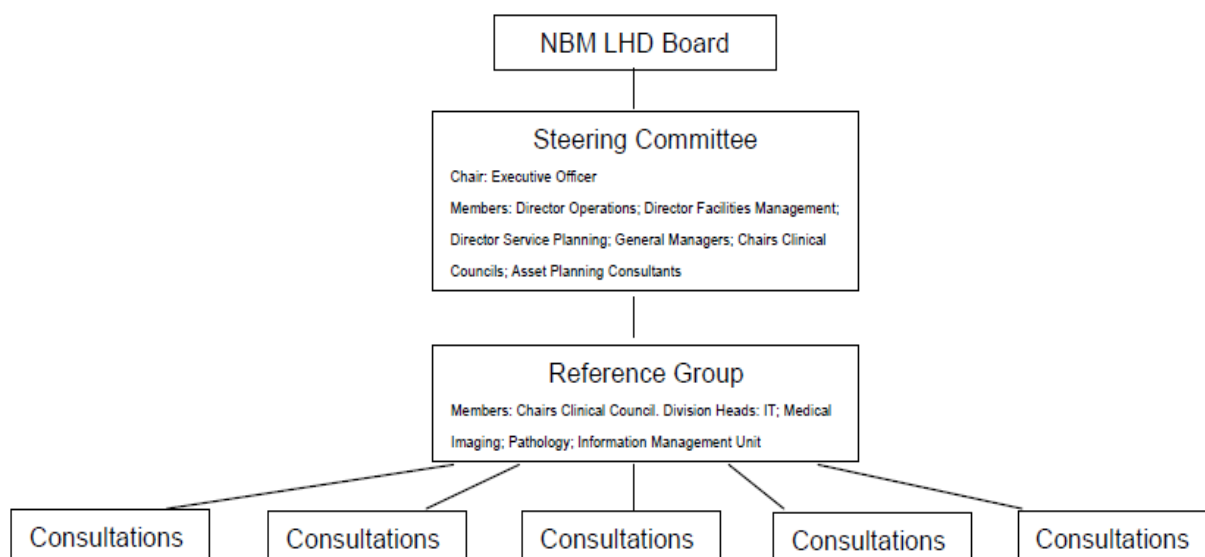 NBM LHD Board
Steering Committee
Chair: Executive Officer
Members: Director Operations; Director Facilities Management;
Director Service Planning; General Managers; Chairs Clinical
Councils; Asset Planning Consultants
Reference Group
Members: Chairs Clinical Council. Division Heads: IT; Medical
Imaging; Pathology; Information Management Unit
Consultations
Consultations
Consultations
Consultations
Consultations